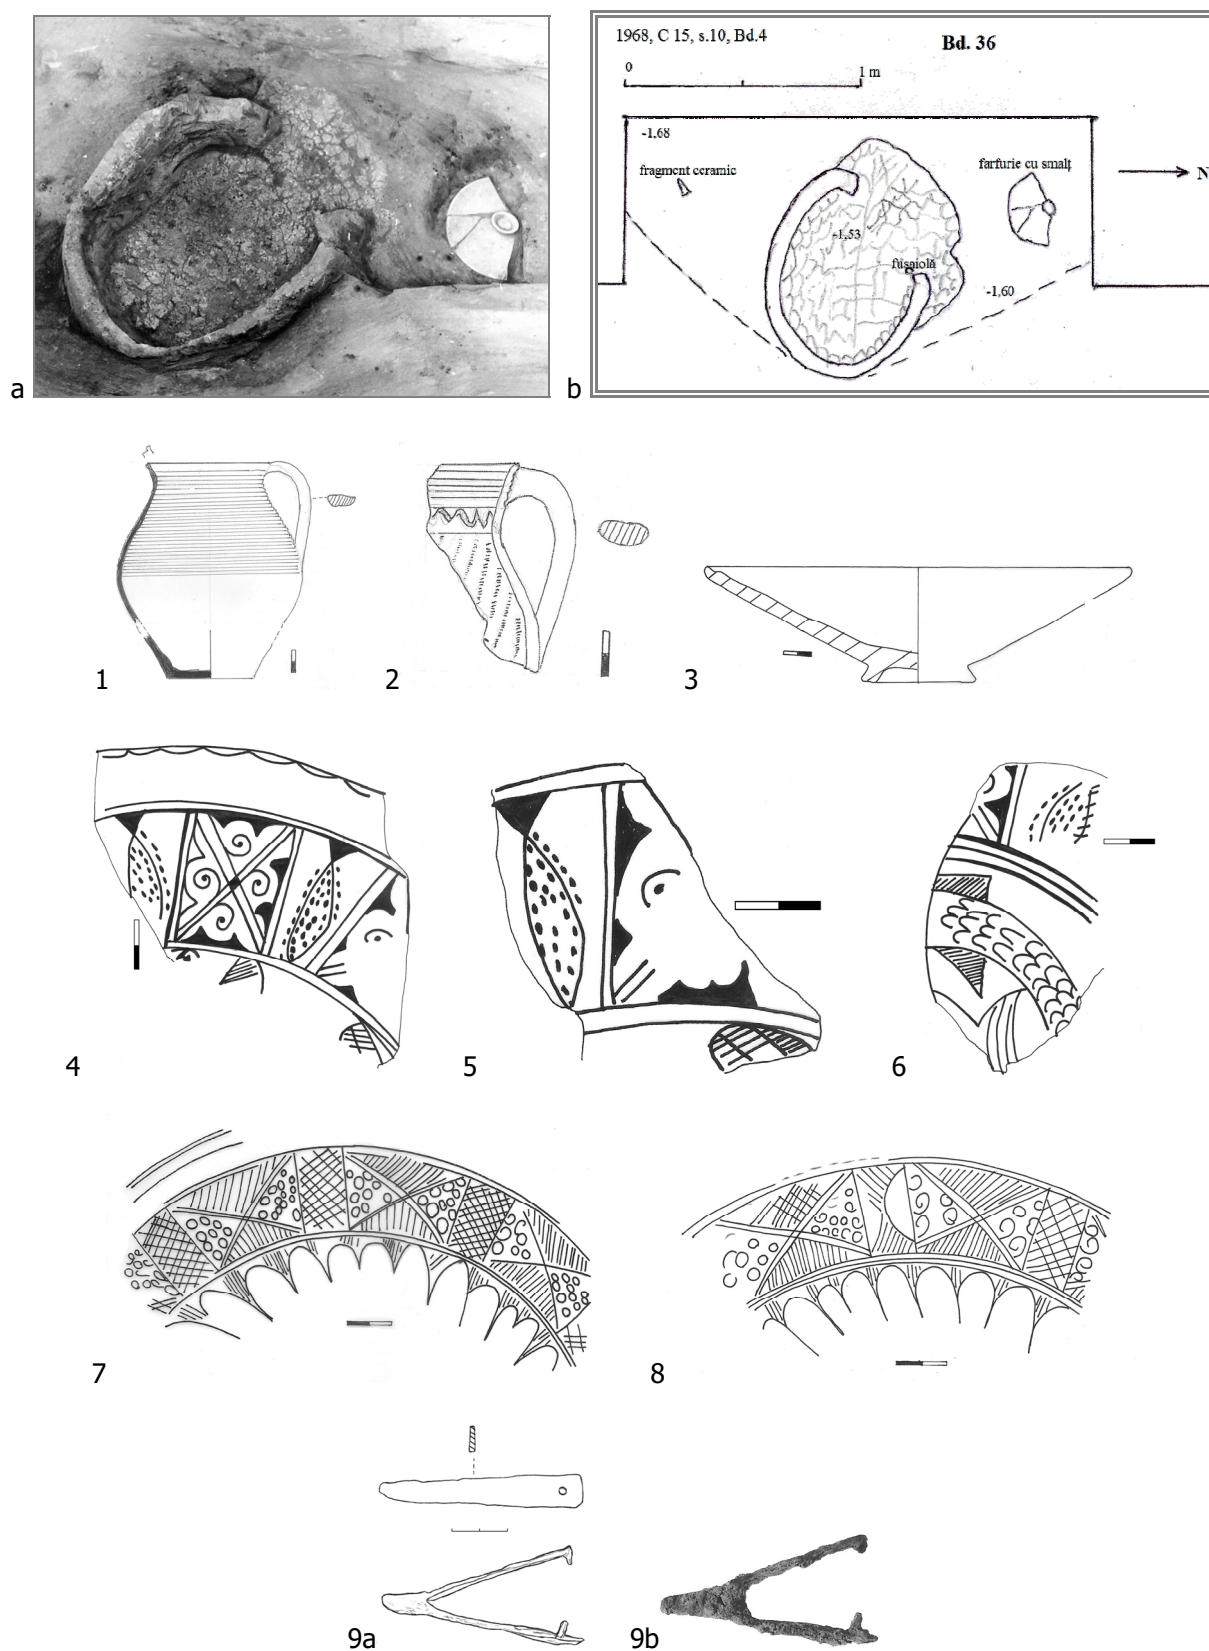 a
1968, C 15, s.10, Bd.4
Bd. 36
0
1 m
-1,68
fragment ceramic
farfurie cu smalț
N
-1,53
fusaiolă
-1,60
b
1
2
3
4
5
6
7
8
9a
9b